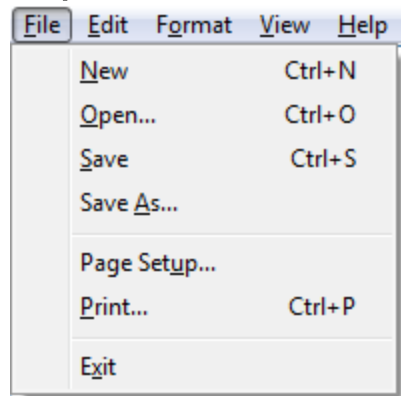 File Edit Format View Help
New Ctrl+N
Open... Ctrl+O
Save Ctrl+S
Save As...
Page Setup...
Print... Ctrl+P
Exit